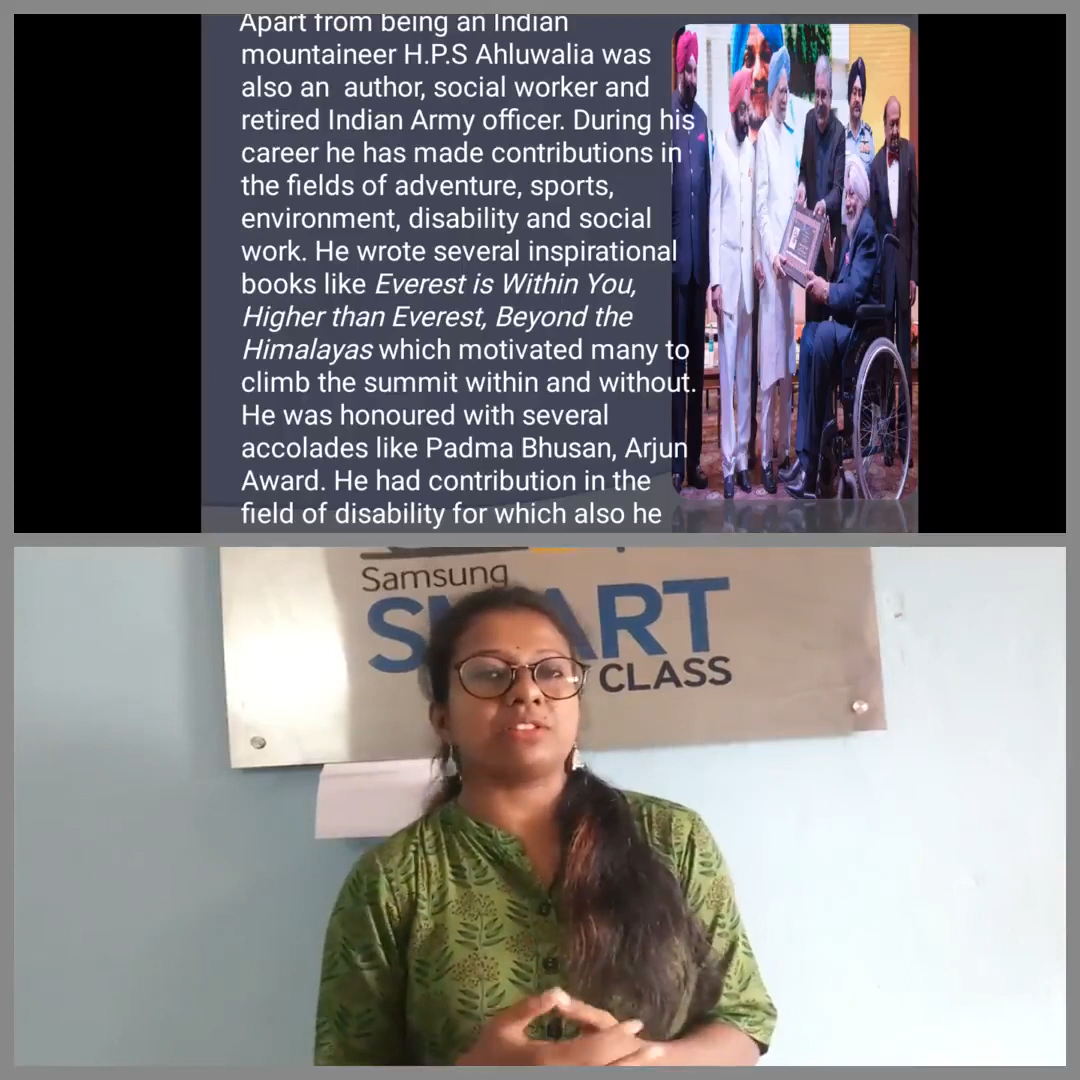 Apart from being an Indian
mountaineer H.P.S Ahluwalia was
also an author, social worker and
retired Indian Army officer. During his
career he has made contributions in
the fields of adventure, sports,
environment, disability and social
work. He wrote several inspirational
books like Everest is Within You,
Higher than Everest, Beyond the
Himalayas which motivated many to
climb the summit within and without.
He was honoured with several
accolades like Padma Bhusan, Arjun
Award. He had contribution in the
field of disability for which also he
Samsung
SMART
CLASS